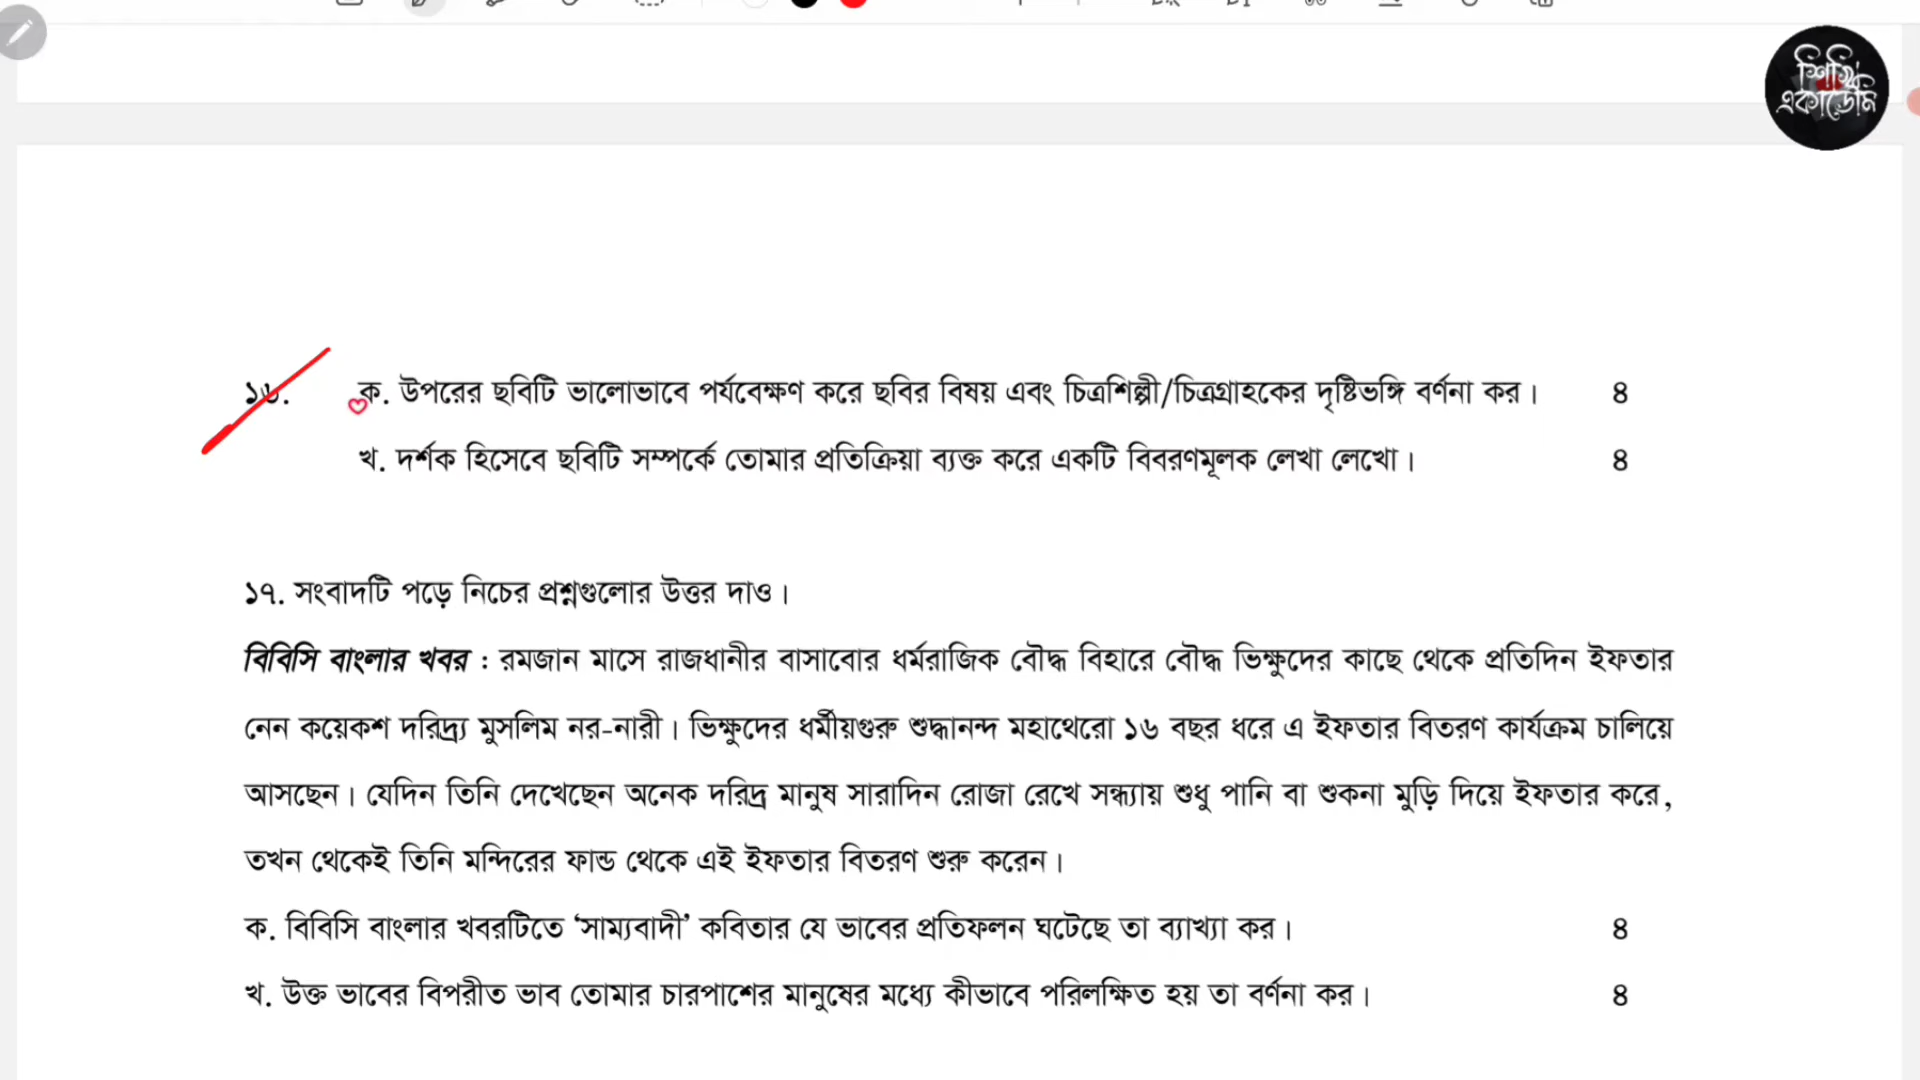 শিখি
একাডেমি
১৬. ক. উপরের ছবিটি ভালোভাবে পর্যবেক্ষণ করে ছবির বিষয় এবং চিত্রশিল্পী/চিত্রগ্রাহকের দৃষ্টিভঙ্গি বর্ণনা কর। ৪
খ. দর্শক হিসেবে ছবিটি সম্পর্কে তোমার প্রতিক্রিয়া ব্যক্ত করে একটি বিবরণমূলক লেখা লেখো। ৪
১৭. সংবাদটি পড়ে নিচের প্রশ্নগুলোর উত্তর দাও।
বিবিসি বাংলার খবর : রমজান মাসে রাজধানীর বাসাবোর ধর্মরাজিক বৌদ্ধ বিহারে বৌদ্ধ ভিক্ষুদের কাছে থেকে প্রতিদিন ইফতার
নেন কয়েকশ দরিদ্র্য মুসলিম নর-নারী। ভিক্ষুদের ধর্মীয়গুরু শুদ্ধানন্দ মহাথেরো ১৬ বছর ধরে এ ইফতার বিতরণ কার্যক্রম চালিয়ে
আসছেন। যেদিন তিনি দেখেছেন অনেক দরিদ্র মানুষ সারাদিন রোজা রেখে সন্ধ্যায় শুধু পানি বা শুকনা মুড়ি দিয়ে ইফতার করে,
তখন থেকেই তিনি মন্দিরের ফান্ড থেকে এই ইফতার বিতরণ শুরু করেন।
ক. বিবিসি বাংলার খবরটিতে ‘সাম্যবাদী’ কবিতার যে ভাবের প্রতিফলন ঘটেছে তা ব্যাখ্যা কর। ৪
খ. উক্ত ভাবের বিপরীত ভাব তোমার চারপাশের মানুষের মধ্যে কীভাবে পরিলক্ষিত হয় তা বর্ণনা কর। ৪